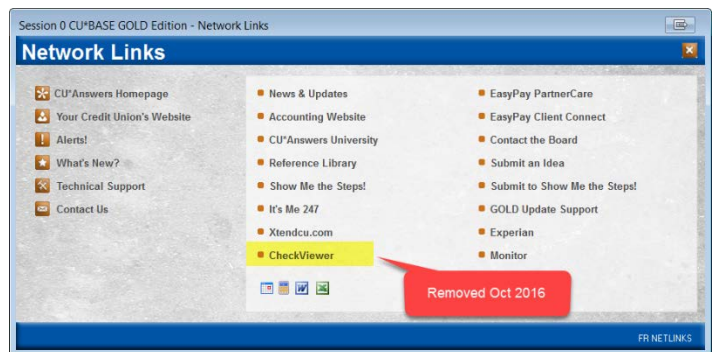 Session 0 CU*BASE GOLD Edition - Network Links
Network Links
CU*Answers Homepage
Your Credit Union's Website
Alerts!
What's New?
Technical Support
Contact Us
News & Updates
Accounting Website
CU*Answers University
Reference Library
Show Me the Steps!
It's Me 247
Xtendcu.com
CheckViewer
EasyPay PartnerCare
EasyPay Client Connect
Contact the Board
Submit an Idea
Submit to Show Me the Steps!
GOLD Update Support
Experian
Monitor
Removed Oct 2016
FR NETLINKS